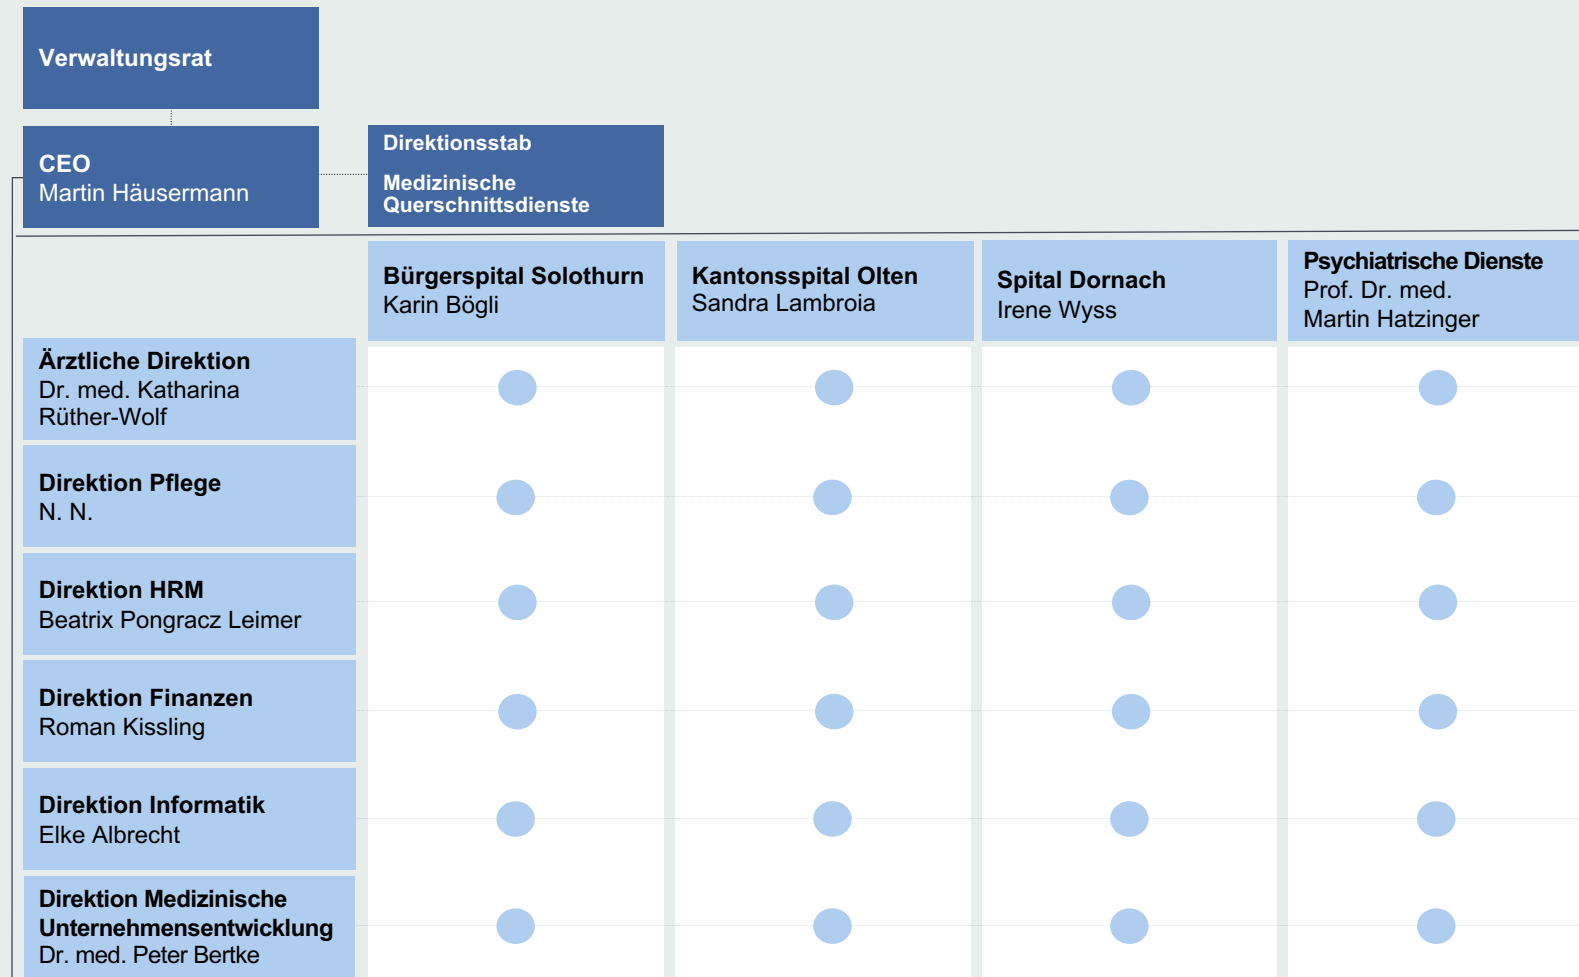 Verwaltungsrat
CEO
Martin Häusermann
Direktionsstab
Medizinische
Querschnittsdienste
Bürgerspital Solothurn
Karin Bögli
Kantonsspital Olten
Sandra Lambroia
Spital Dornach
Irene Wyss
Psychiatrische Dienste
Prof. Dr. med.
Martin Hatzinger
Ärztliche Direktion
Dr. med. Katharina
Rüther-Wolf
Direktion Pflege
N. N.
Direktion HRM
Beatrix Pongracz Leimer
Direktion Finanzen
Roman Kissling
Direktion Informatik
Elke Albrecht
Direktion Medizinische
Unternehmensentwicklung
Dr. med. Peter Bertke